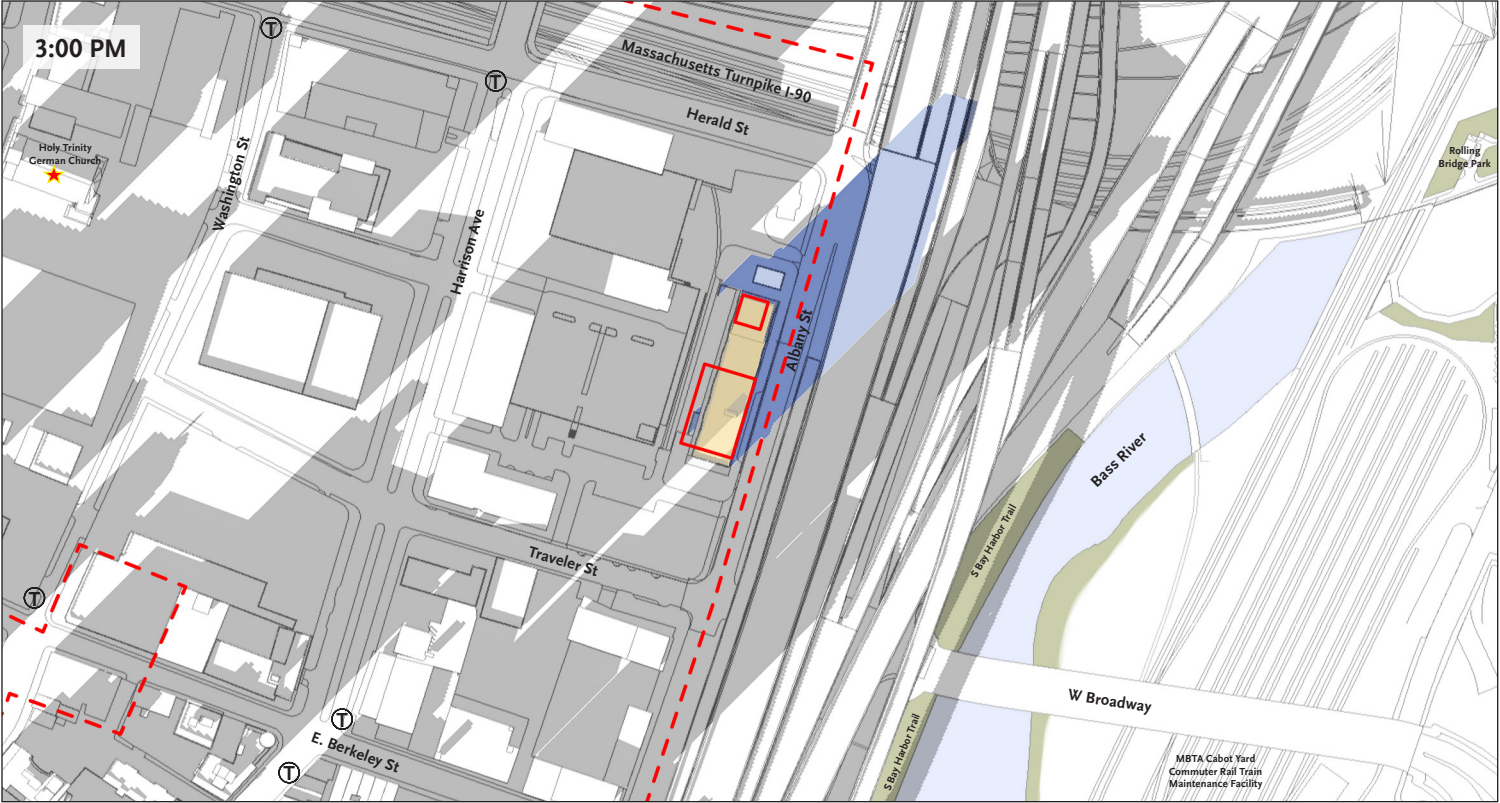 3:00 PM
T
T
Massachusetts Turnpike I-90
Herald St
Holy Trinity
German Church
Washington St
Rolling
Bridge Park
Harrison Ave
Albany St
Bass River
S Bay Harbor Trail
Traveler St
T
W Broadway
T
E. Berkeley St
T
S Bay Harbor Trail
MBTA Cabot Yard
Commuter Rail Train
Maintenance Facility